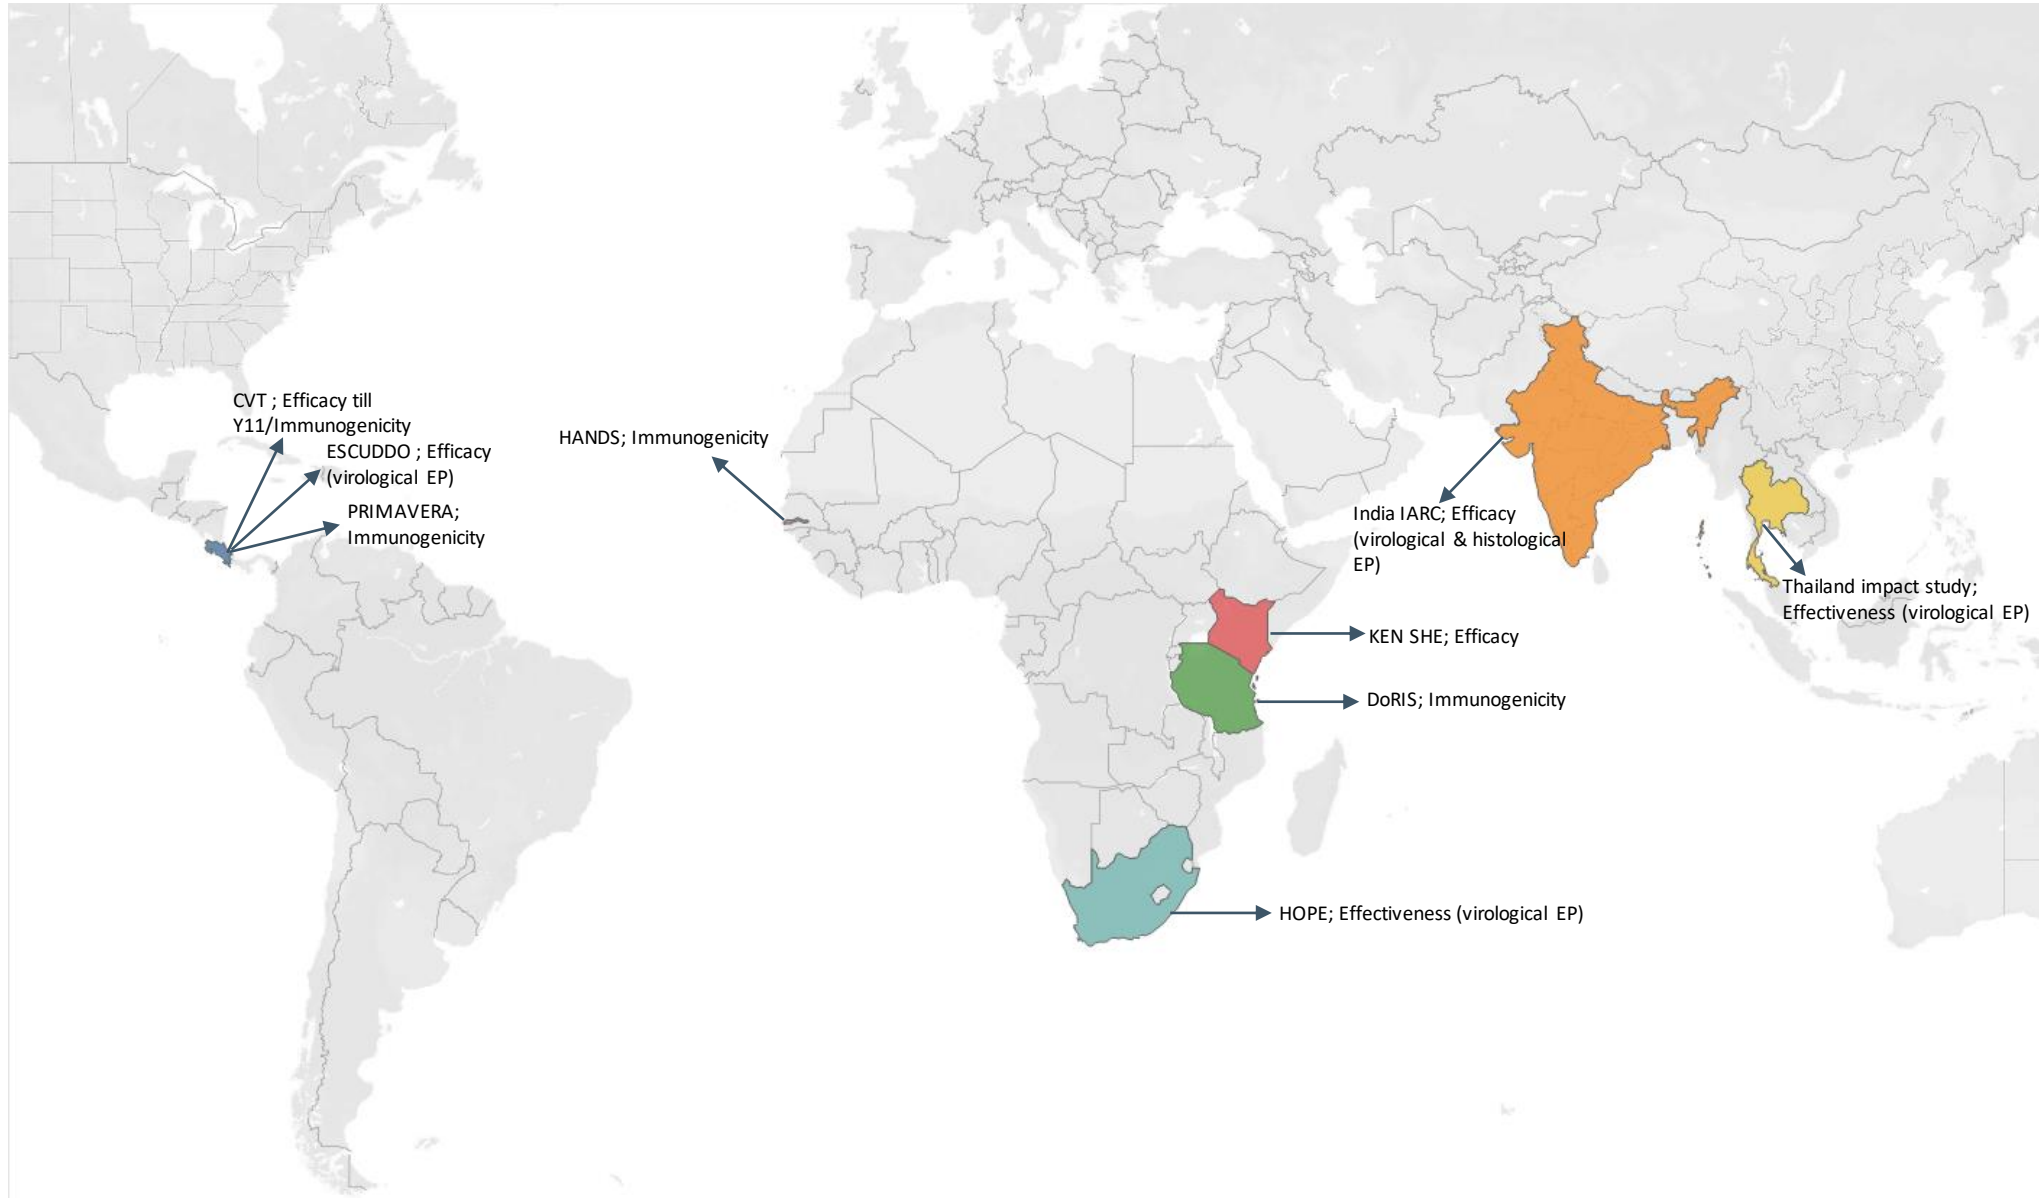 CVT ; Efficacy till
Y11/Immunogenicity
ESCUDDO ; Efficacy
(virological EP)
PRIMAVERA;
Immunogenicity
HANDS; Immunogenicity
India IARC; Efficacy
(virological & histological
EP)
Thailand impact study;
Effectiveness (virological EP)
KEN SHE; Efficacy
DoRIS; Immunogenicity
HOPE; Effectiveness (virological EP)